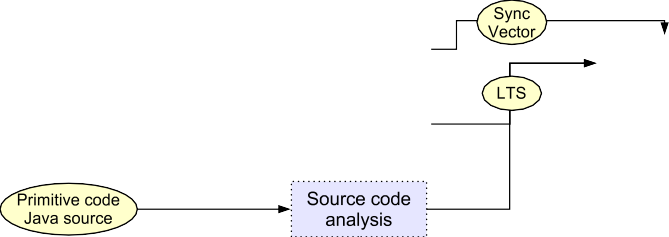 Sync
Vector
LTS
Primitive code
Java source
Source code
analysis